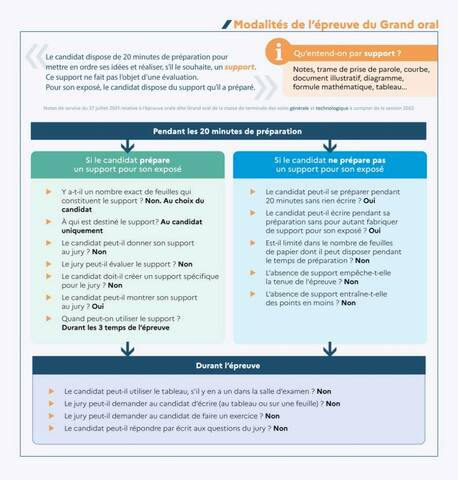 Modalités de l'épreuve du Grand oral
Le candidat dispose de 20 minutes de préparation pour
mettre en ordre ses idées et réaliser, s'il le souhaite, un support.
Ce support ne fait pas l'objet d'une évaluation.
Pour son exposé, le candidat dispose du support qu'il a préparé.
i
Qu'entend-on par support ?
Notes, trame de prise de parole, courbe,
document illustratif, diagramme,
formule mathématique, tableau...
Notes de service du 27 juillet 2021 relative à l'épreuve orale dite Grand oral de la classe de terminale des voies générale et technologique à compter de la session 2022
Pendant les 20 minutes de préparation
Si le candidat prépare
un support pour son exposé
Y a-t-il un nombre exact de feuilles qui
constituent le support ? Non. Au choix du
candidat
À qui est destiné le support? Au candidat
uniquement
Le candidat peut-il donner son support
au jury ? Non
Le jury peut-il évaluer le support ? Non
Le candidat doit-il créer un support spécifique
pour le jury ? Non
Le candidat peut-il montrer son support
au jury ? Oui
Quand peut-on utiliser le support ?
Durant les 3 temps de l'épreuve
Si le candidat ne prépare pas
un support pour son exposé
Le candidat peut-il se préparer pendant
20 minutes sans rien écrire ? Oui
Le candidat peut-il écrire pendant sa
préparation sans pour autant fabriquer
de support pour son exposé ? Oui
Est-il limité dans le nombre de feuilles
de papier dont il peut disposer pendant
le temps de préparation ? Non
L'absence de support empêche-t-elle
la tenue de l'épreuve ? Non
L'absence de support entraîne-t-elle
des points en moins ? Non
Durant l'épreuve
Le candidat peut-il utiliser le tableau, s'il y en a un dans la salle d'examen ? Non
Le jury peut-il demander au candidat d'écrire (au tableau ou sur une feuille) ? Non
Le jury peut-il demander au candidat de faire un exercice ? Non
Le candidat peut-il répondre par écrit aux questions du jury ? Non